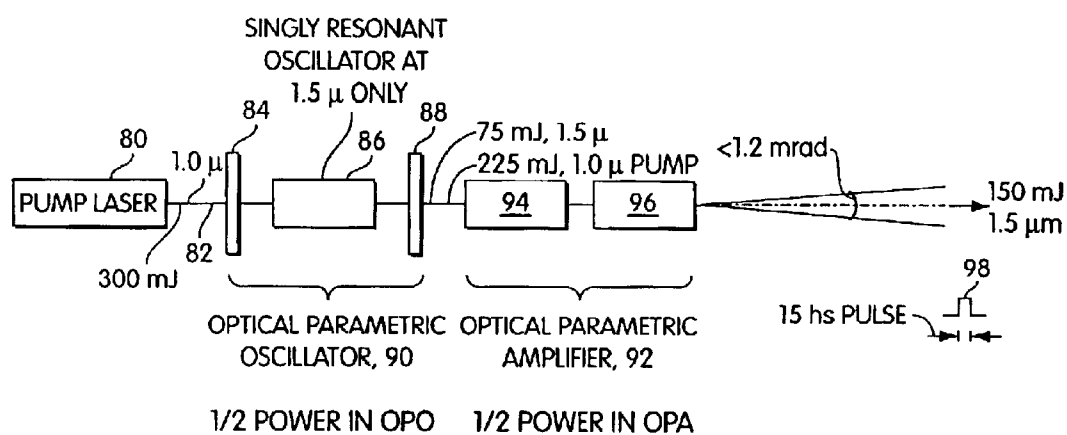 SINGLY RESONANT
OSCILLATOR AT
1.5 μ ONLY
80
1.0 μ
84
86
88
75 mJ, 1.5 μ
225 mJ, 1.0 μ PUMP
<1.2 mrad
PUMP LASER
94
96
150 mJ
1.5 μm
82
300 mJ
98
15 hs PULSE
OPTICAL PARAMETRIC
OSCILLATOR, 90
OPTICAL PARAMETRIC
AMPLIFIER, 92
1/2 POWER IN OPO
1/2 POWER IN OPA